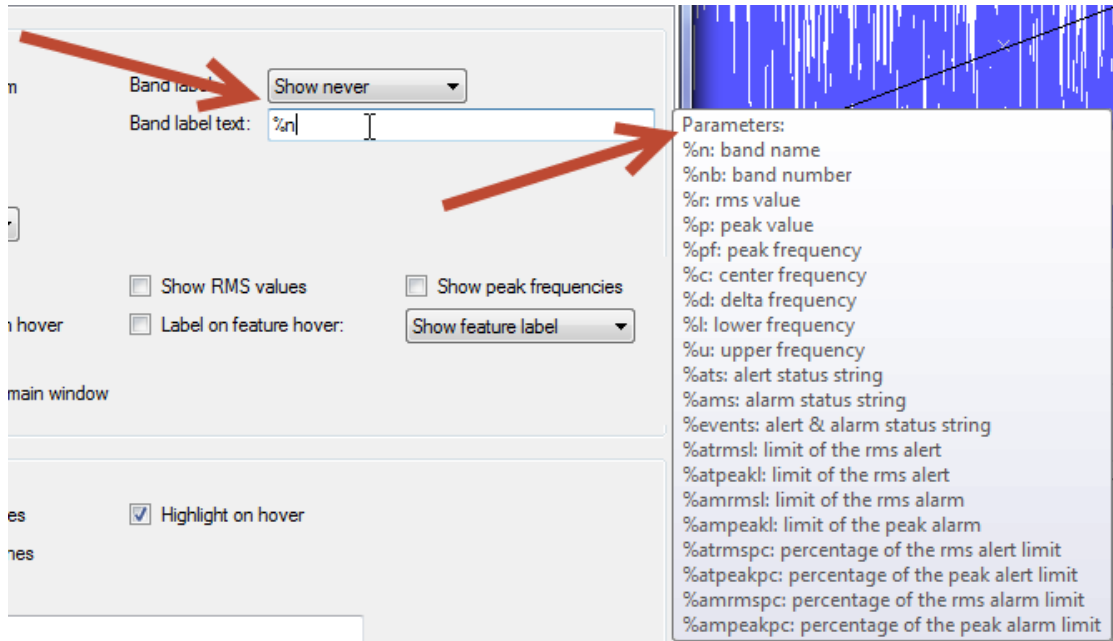 Band label Show never
Band label text: %n
Show RMS values
Show peak frequencies
hover
Label on feature hover:
Show feature label
main window
Highlight on hover
Parameters:
%n: band name
%nb: band number
%r: rms value
%p: peak value
%pf: peak frequency
%c: center frequency
%d: delta frequency
%l: lower frequency
%u: upper frequency
%ats: alert status string
%ams: alarm status string
%events: alert & alarm status string
%atrmsl: limit of the rms alert
%atpeakl: limit of the rms alert
%amrmsl: limit of the rms alarm
%ampeakl: limit of the peak alarm
%atrmspc: percentage of the rms alert limit
%atpeakpc: percentage of the peak alert limit
%amrmspc: percentage of the rms alarm limit
%ampeakpc: percentage of the peak alarm limit